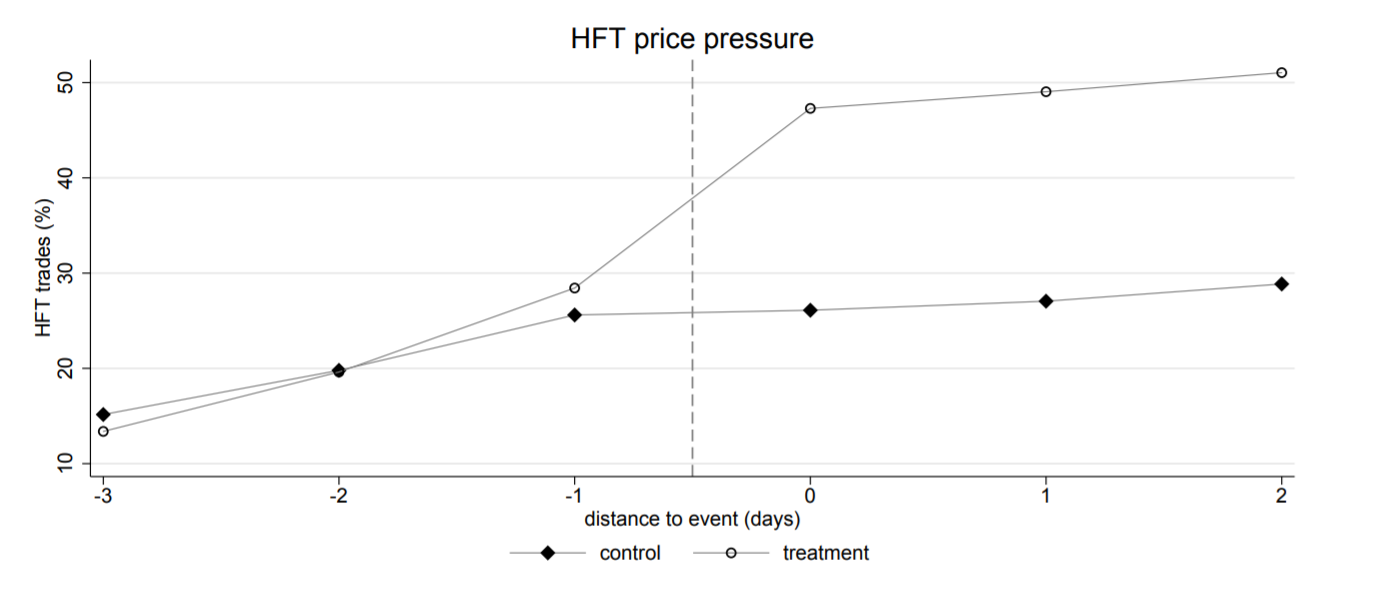 HFT price pressure
HFT trades (%)
50
40
30
20
10
-3 -2 -1 0 1 2
distance to event (days)
control treatment